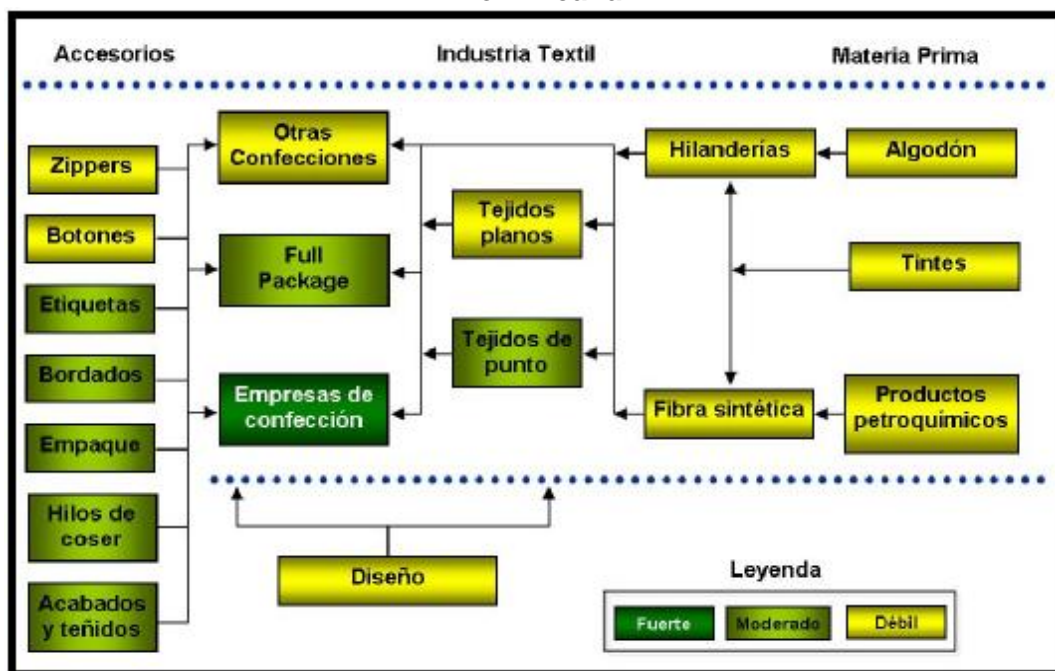 Accesorios
Industria Textil
Materia Prima
Zippers
Botones
Etiquetas
Bordados
Empaque
Hilos de
coser
Acabados
y teñidos
Otras
Confecciones
Full
Package
Empresas de
confección
Tejidos
planos
Tejidos de
punto
Hilanderías
Fibra sintética
Algodón
Tintes
Productos
petroquímicos
Diseño
Leyenda
Fuerte
Moderado
Débil